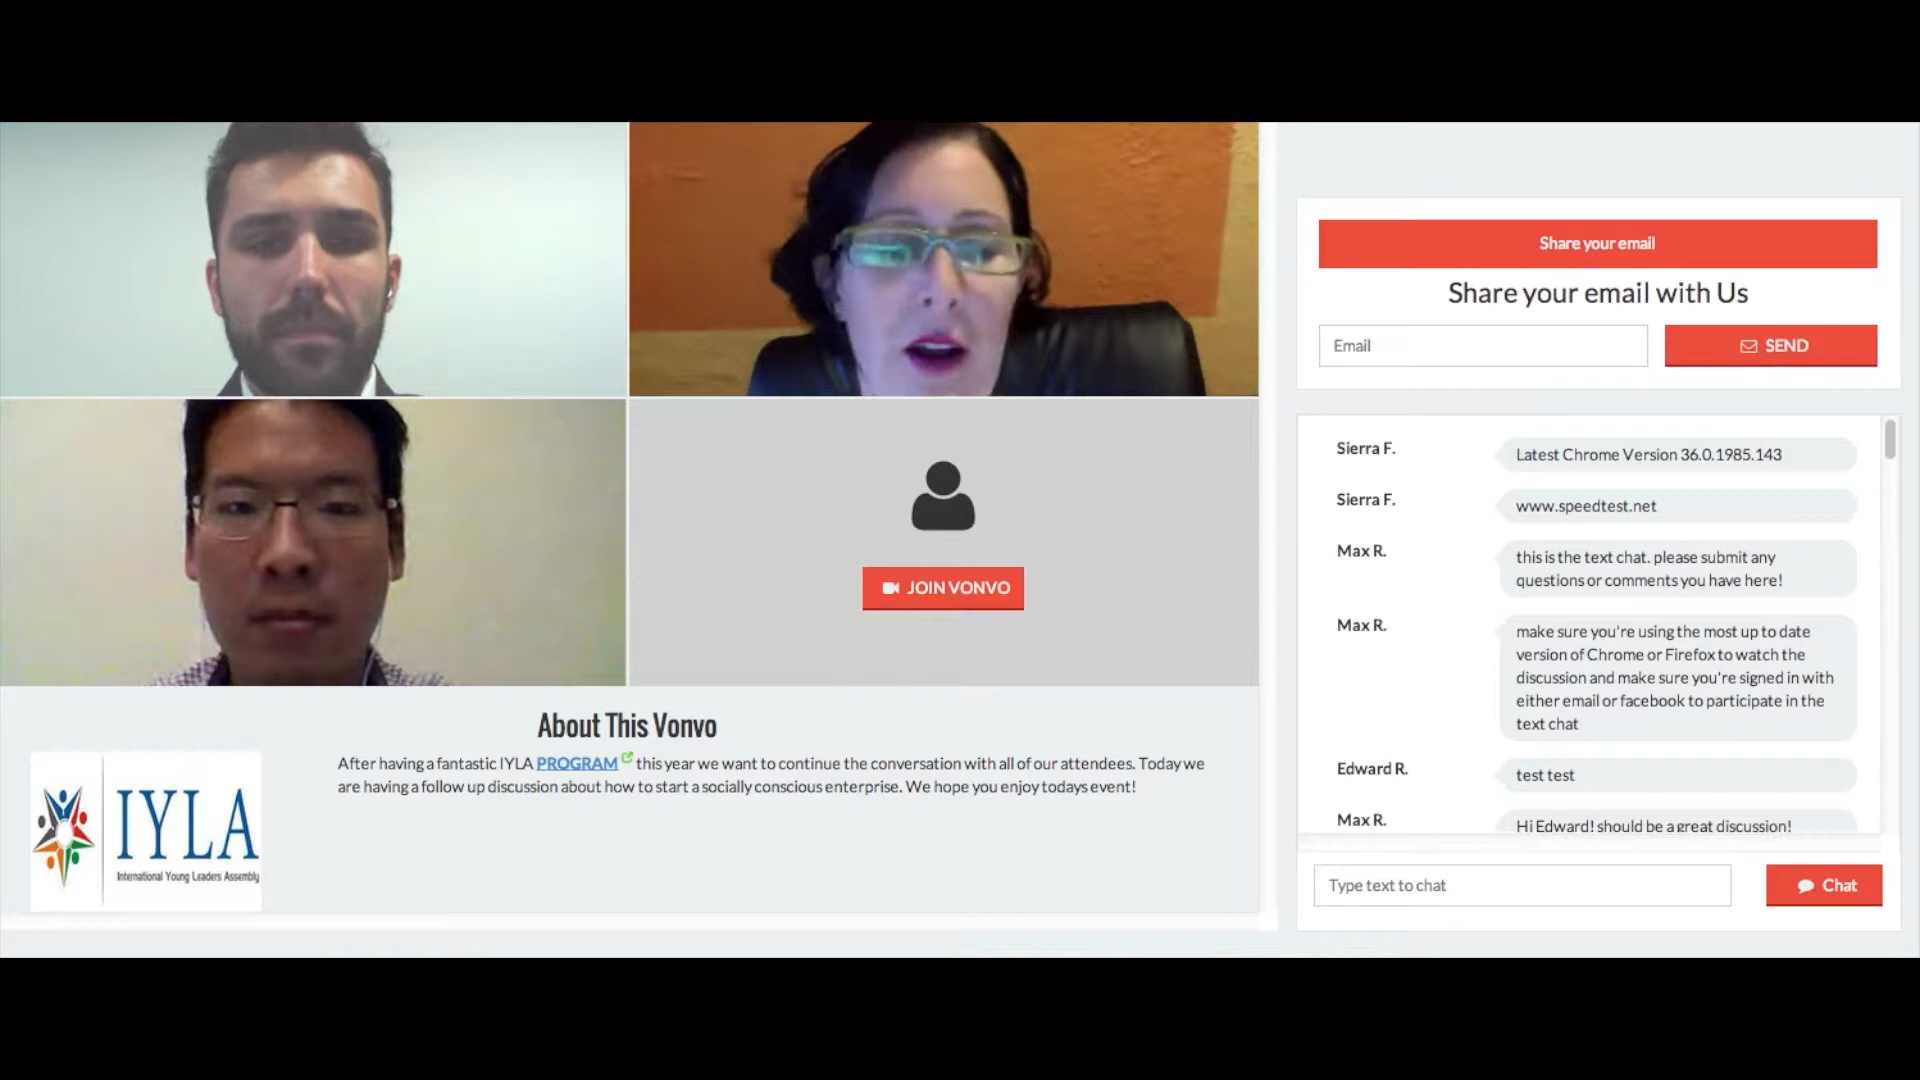 JOIN VONVO
About This Vonvo
After having a fantastic IYLA PROGRAM this year we want to continue the conversation with all of our attendees. Today we
are having a follow up discussion about how to start a socially conscious enterprise. We hope you enjoy todays event!
IYLA
International Young Leaders Assembly
Share your email
Share your email with Us
Email
SEND
Sierra F.
Latest Chrome Version 36.0.1985.143
Sierra F.
www.speedtest.net
Max R.
this is the text chat. please submit any
questions or comments you have here!
Max R.
make sure you're using the most up to date
version of Chrome or Firefox to watch the
discussion and make sure you're signed in with
either email or facebook to participate in the
text chat
Edward R.
test test
Max R.
Hi Edward! should be a great discussion!
Type text to chat
Chat